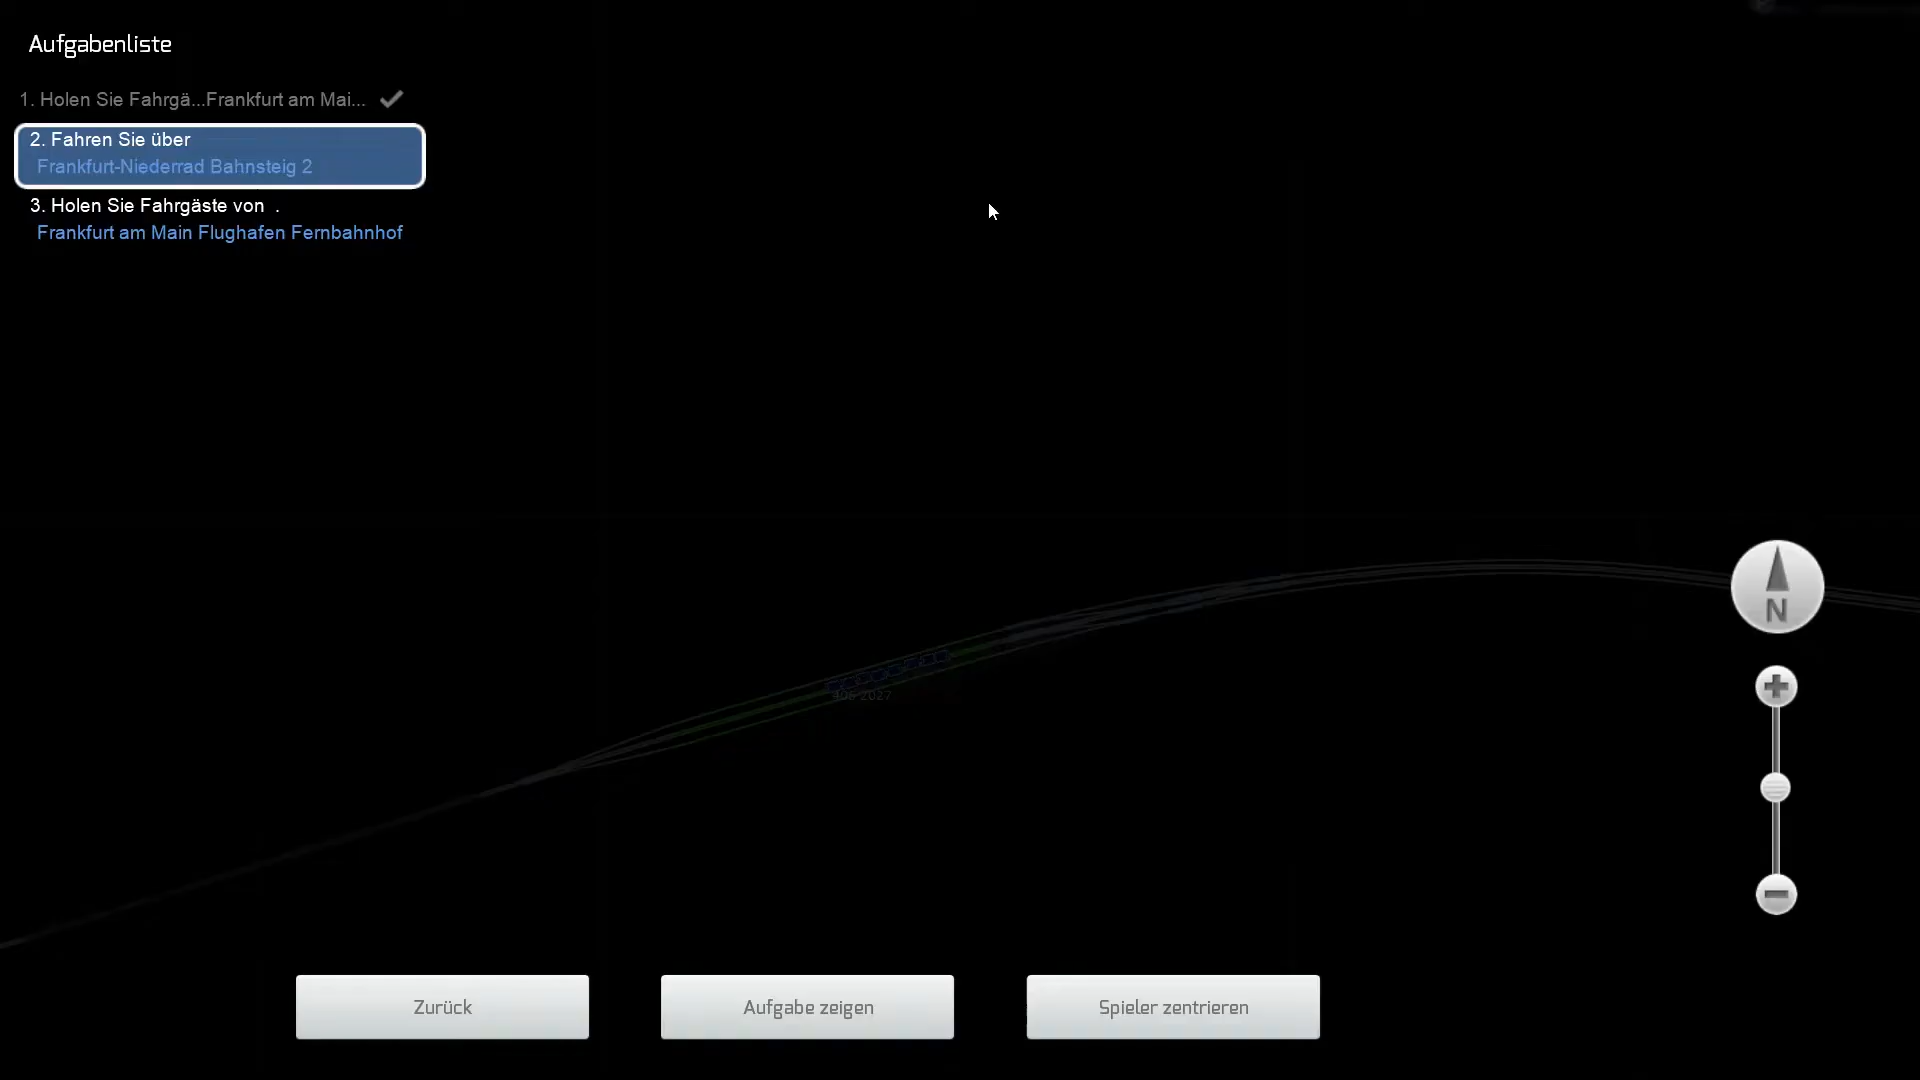 Aufgabenliste
1. Holen Sie Fahrgä...Frankfurt am Mai...
2. Fahren Sie über
Frankfurt-Niederrad Bahnsteig 2
3. Holen Sie Fahrgäste von .
Frankfurt am Main Flughafen Fernbahnhof
N
Zurück
Aufgabe zeigen
Spieler zentrieren